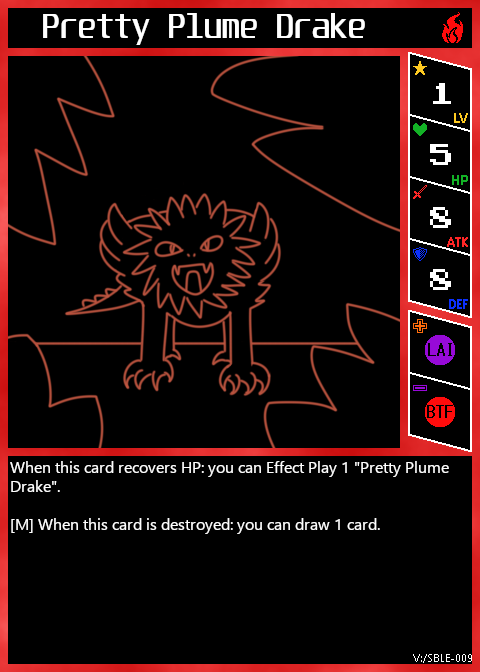 Pretty Plume Drake
1
LV
5
HP
8
ATK
8
DEF
LAI
BTF
When this card recovers HP: you can Effect Play 1 "Pretty Plume
Drake".
[M] When this card is destroyed: you can draw 1 card.
V:/SBLE-009